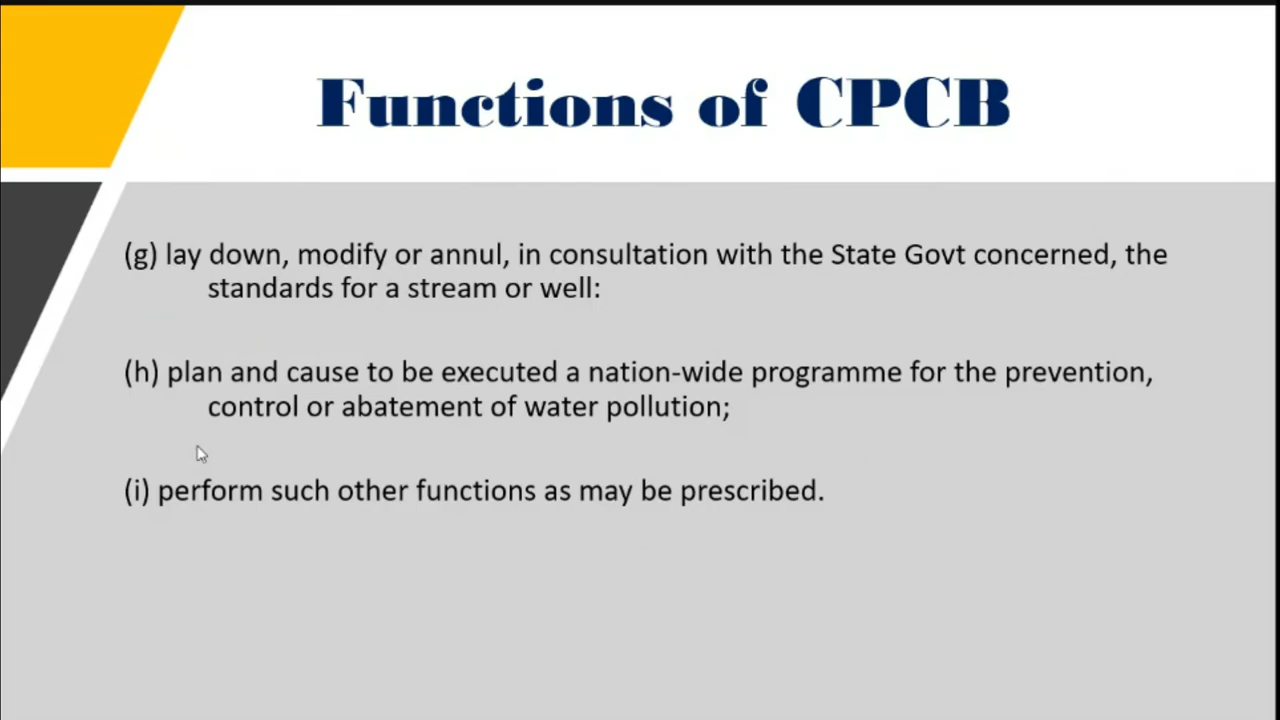 Functions of CPCB
(g) lay down, modify or annul, in consultation with the State Govt concerned, the
standards for a stream or well:
(h) plan and cause to be executed a nation-wide programme for the prevention,
control or abatement of water pollution;
(i) perform such other functions as may be prescribed.